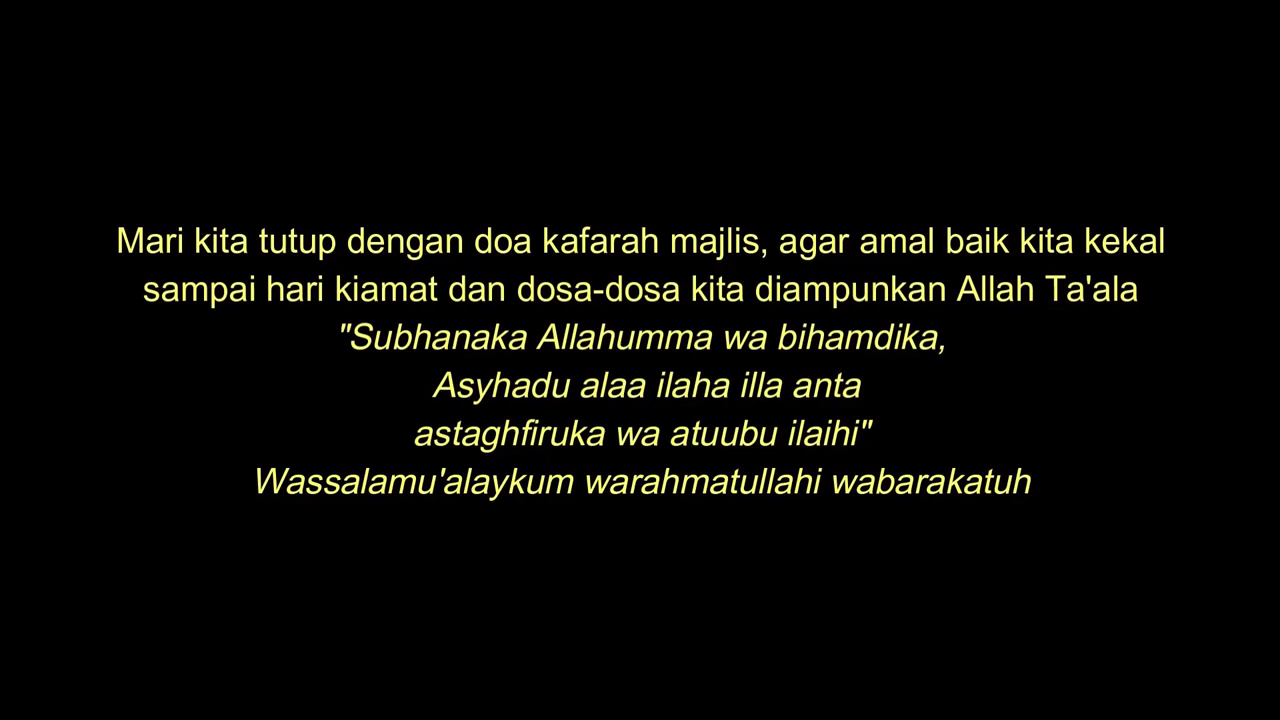 Mari kita tutup dengan doa kafarah majlis, agar amal baik kita kekal
sampai hari kiamat dan dosa-dosa kita diampunkan Allah Ta'ala
"Subhanaka Allahumma wa bihamdika,
Asyhadu alaa ilaha illa anta
astaghfiruka wa atuubu ilaihi"
Wassalamu'alaykum warahmatullahi wabarakatuh